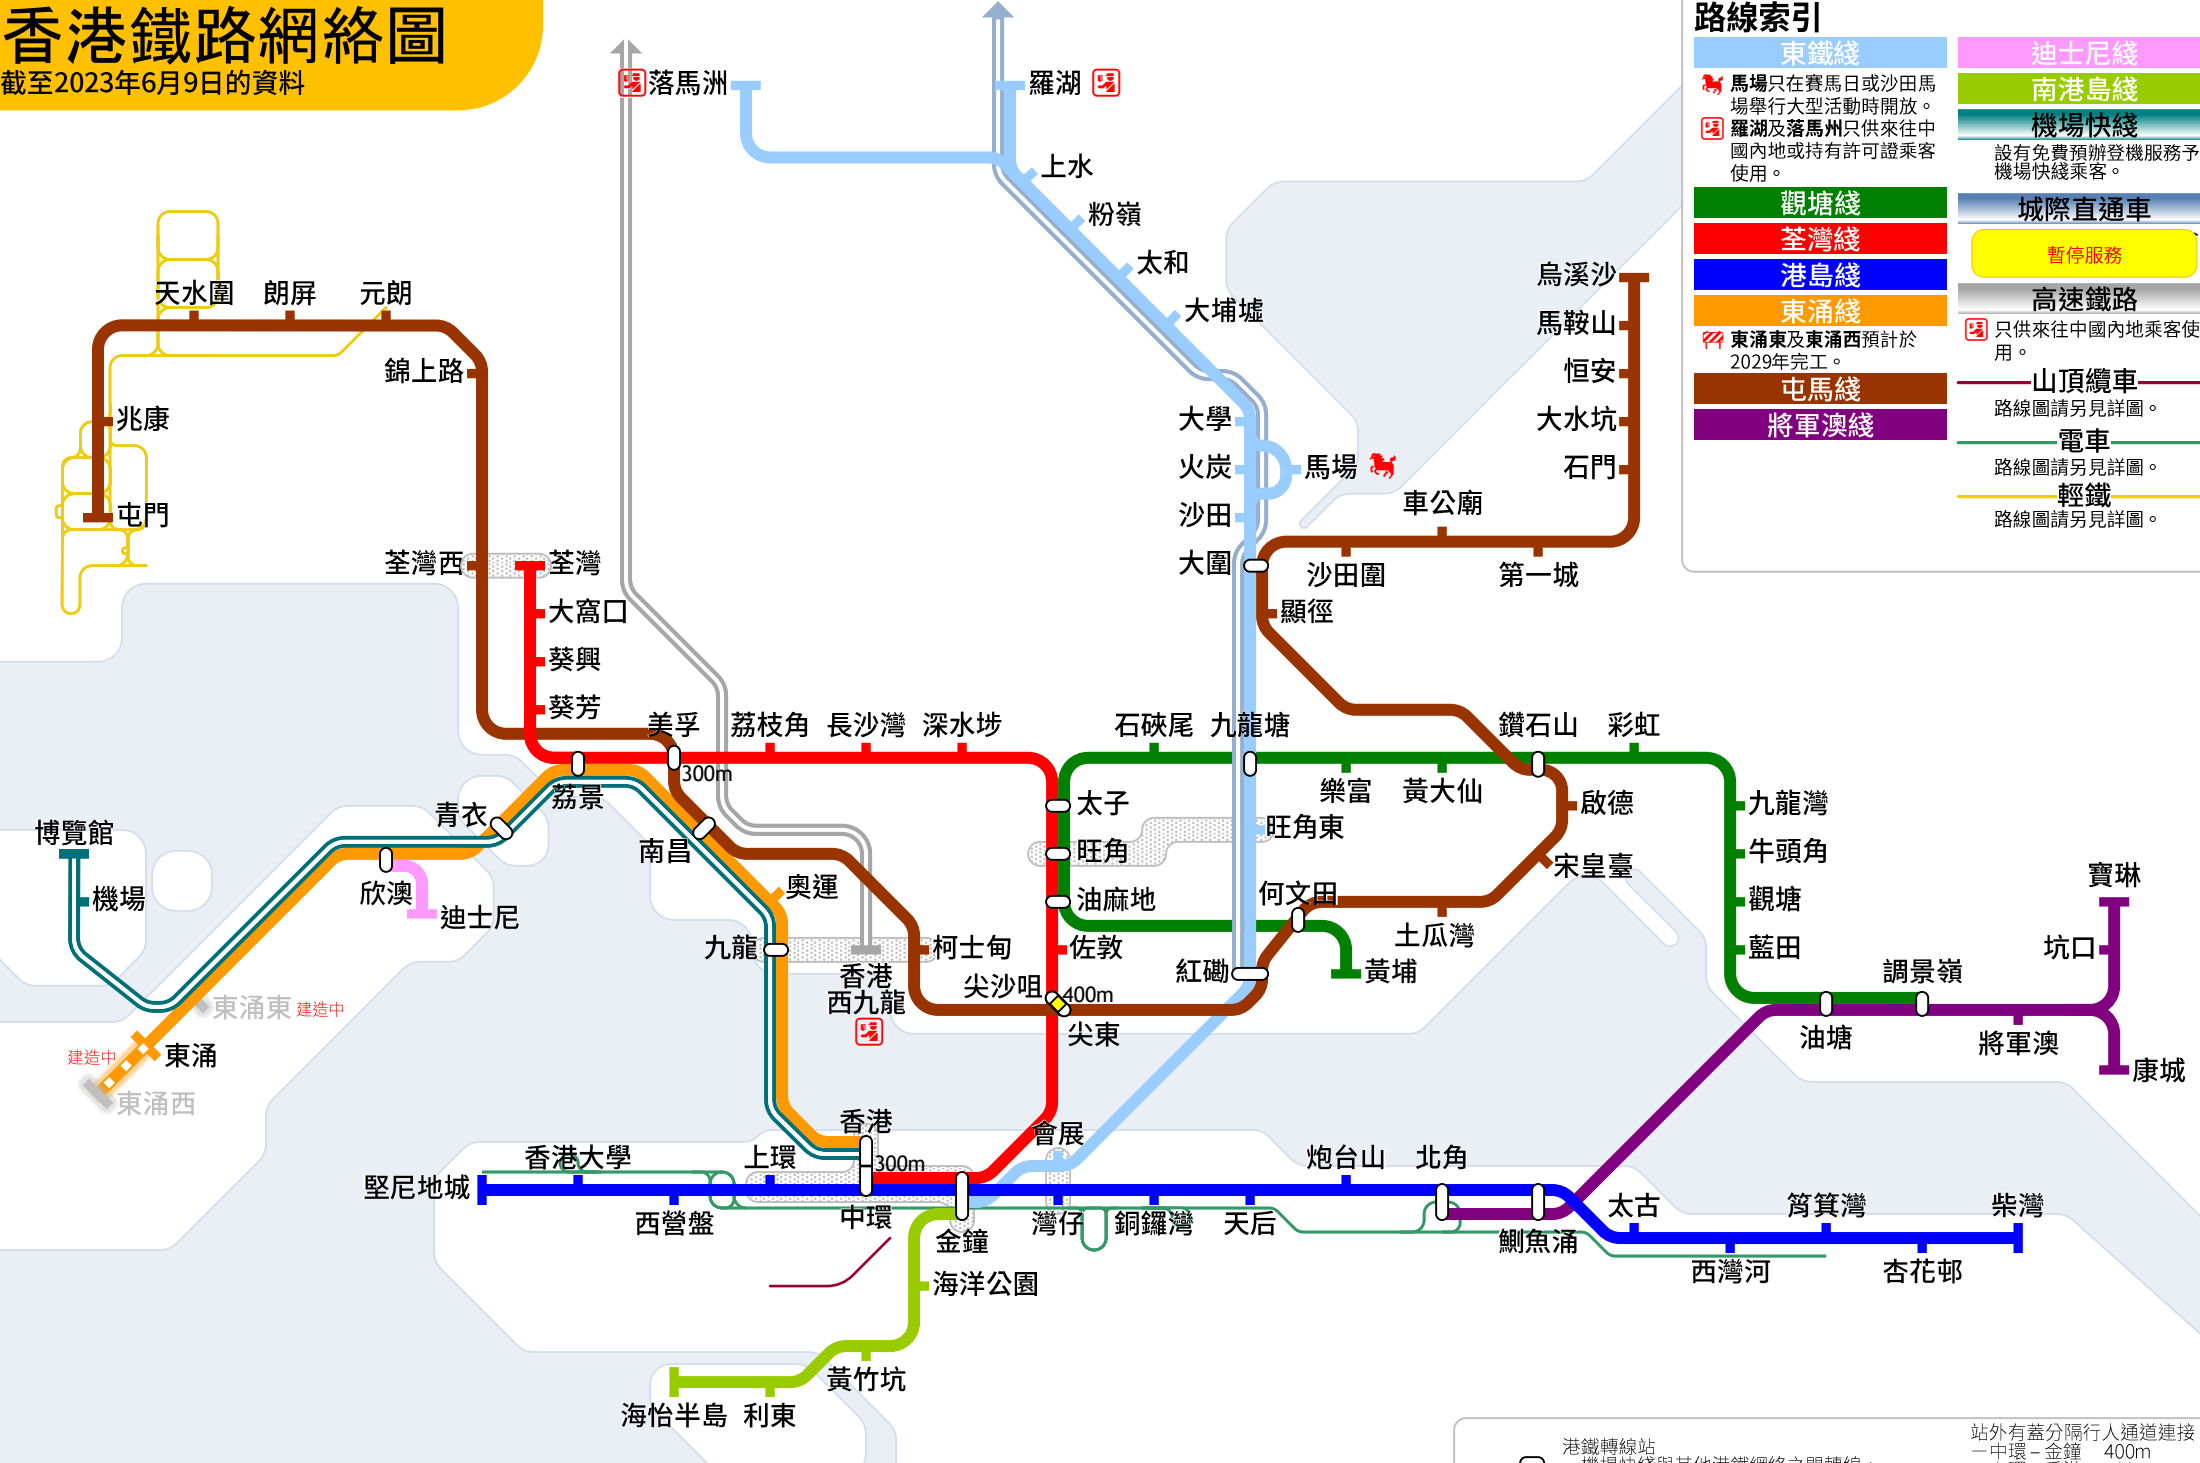 香港鐵路網絡圖
截至2023年6月9日的資料
路線索引
東鐵綫
馬場只在賽馬日或沙田馬
場舉行大型活動時開放。
羅湖及落馬州只供來往中
國內地或持有許可證乘客
使用。
觀塘綫
荃灣綫
港島綫
東涌綫
東涌東及東涌西預計於
2029年完工。
屯馬綫
將軍澳綫
迪士尼綫
南港島綫
機場快綫
設有免費預辦登機服務予
機場快綫乘客。
城際直通車
暫停服務
高速鐵路
只供來往中國內地乘客使
用。
山頂纜車
路線圖請另見詳圖。
電車
路線圖請另見詳圖。
輕鐵
路線圖請另見詳圖。
落馬洲
羅湖
上水
粉嶺
太和
大埔墟
大學
火炭
馬場
沙田
大圍
烏溪沙
馬鞍山
恒安
大水坑
石門
車公廟
沙田圍
第一城
顯徑
天水圍
朗屏
元朗
錦上路
兆康
屯門
荃灣西
荃灣
大窩口
葵興
葵芳
美孚
300m
荔枝角
長沙灣
深水埗
石硤尾
九龍塘
鑽石山
彩虹
荔景
青衣
南昌
太子
樂富
黃大仙
啟德
九龍灣
博覽館
機場
欣澳
迪士尼
奧運
旺角
旺角東
宋皇臺
牛頭角
油麻地
何文田
土瓜灣
觀塘
寶琳
九龍
香港
西九龍
柯士甸
佐敦
尖沙咀
400m
尖東
紅磡
黃埔
藍田
坑口
調景嶺
油塘
將軍澳
康城
東涌東
建造中
東涌
建造中
東涌西
香港
300m
會展
香港大學
上環
炮台山
北角
堅尼地城
西營盤
中環
金鐘
灣仔
銅鑼灣
天后
鰂魚涌
太古
筲箕灣
柴灣
西灣河
杏花邨
海洋公園
黃竹坑
海怡半島
利東
港鐵轉線站
站外有蓋分隔行人通道連接
－中環－金鐘 400m